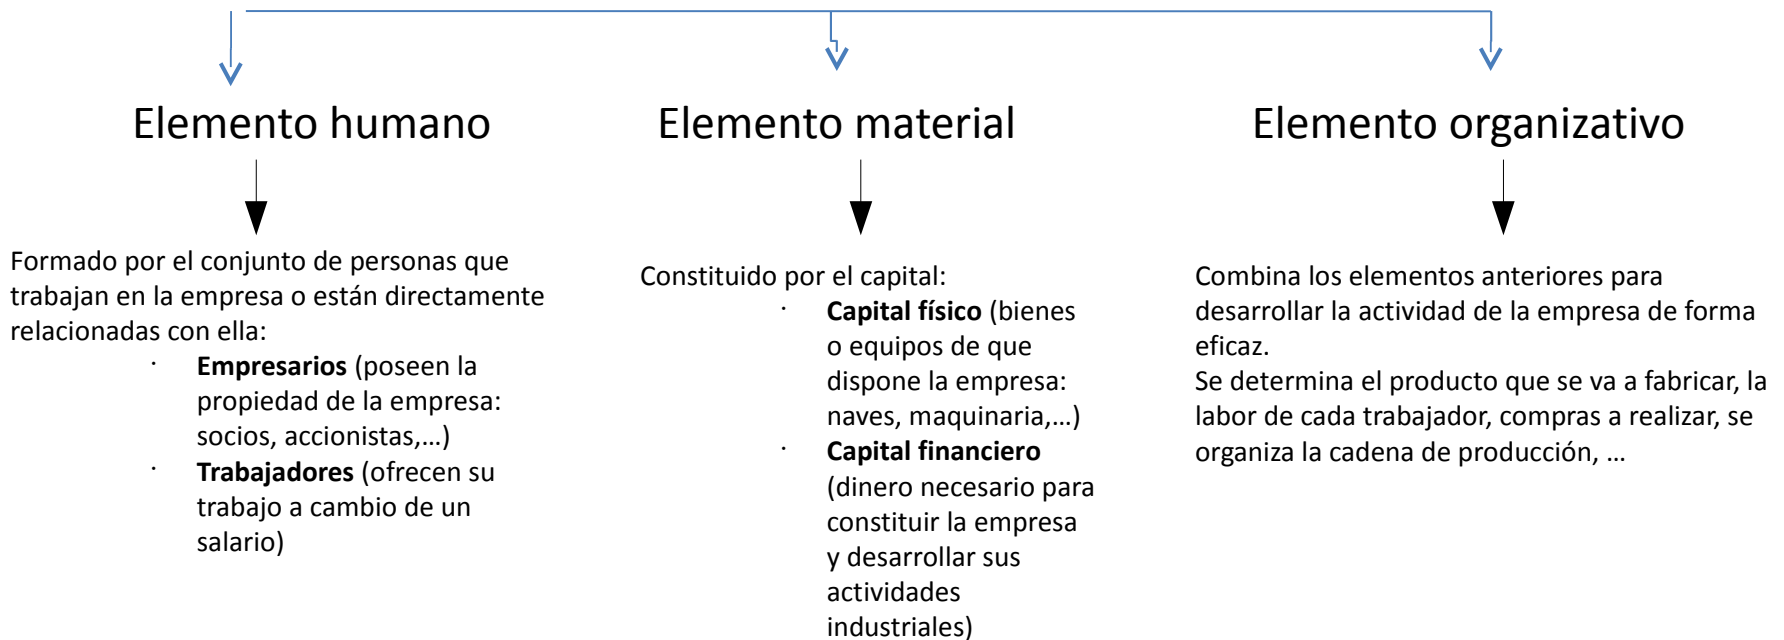 Elemento humano
Formado por el conjunto de personas que
trabajan en la empresa o están directamente
relacionadas con ella:
· Empresarios (poseen la
propiedad de la empresa:
socios, accionistas,...)
· Trabajadores (ofrecen su
trabajo a cambio de un
salario)
Elemento material
Constituido por el capital:
· Capital físico (bienes
o equipos de que
dispone la empresa:
naves, maquinaria,...)
· Capital financiero
(dinero necesario para
constituir la empresa
y desarrollar sus
actividades
industriales)
Elemento organizativo
Combina los elementos anteriores para
desarrollar la actividad de la empresa de forma
eficaz.
Se determina el producto que se va a fabricar, la
labor de cada trabajador, compras a realizar, se
organiza la cadena de producción, ...